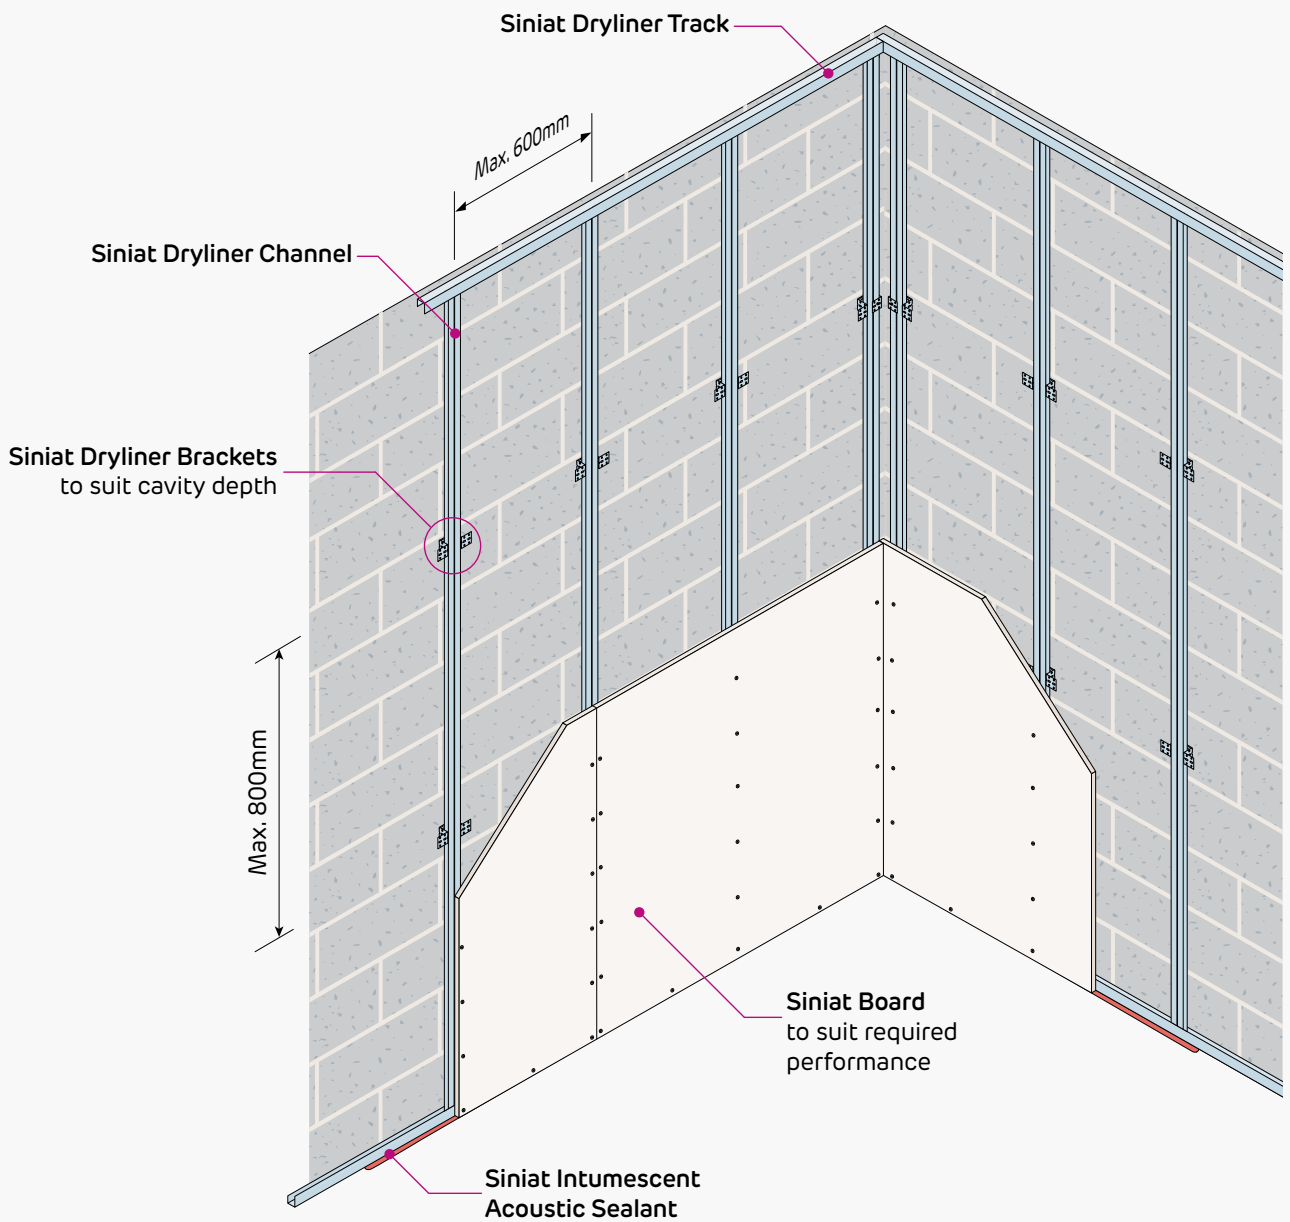 Siniat Dryliner Track
Max. 600mm
Siniat Dryliner Channel
Siniat Dryliner Brackets
to suit cavity depth
Max. 800mm
Siniat Board
to suit required
performance
Siniat Intumescent
Acoustic Sealant